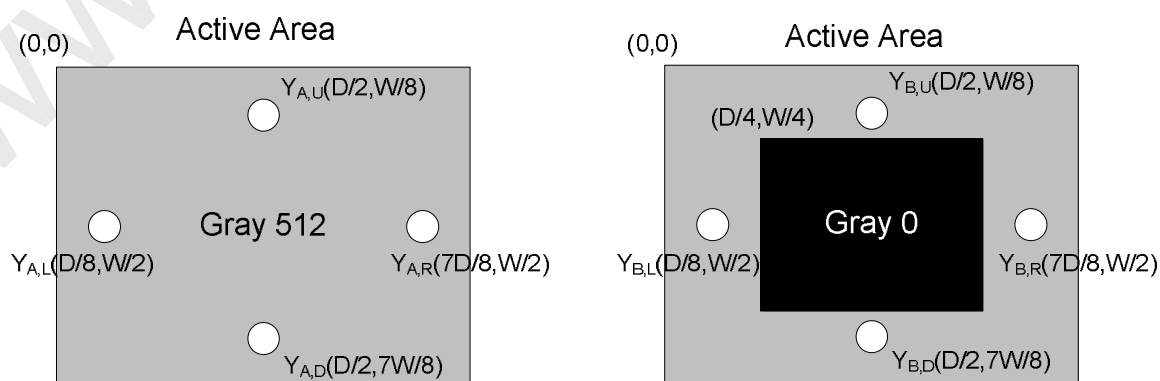 Active Area
(0,0)
Y_A,U(D/2,W/8)
Gray 512
Y_A,L(D/8,W/2)
Y_A,R(7D/8,W/2)
Y_A,D(D/2,7W/8)
Active Area
(0,0)
Y_B,U(D/2,W/8)
(D/4,W/4)
Gray 0
Y_B,L(D/8,W/2)
Y_B,R(7D/8,W/2)
Y_B,D(D/2,7W/8)